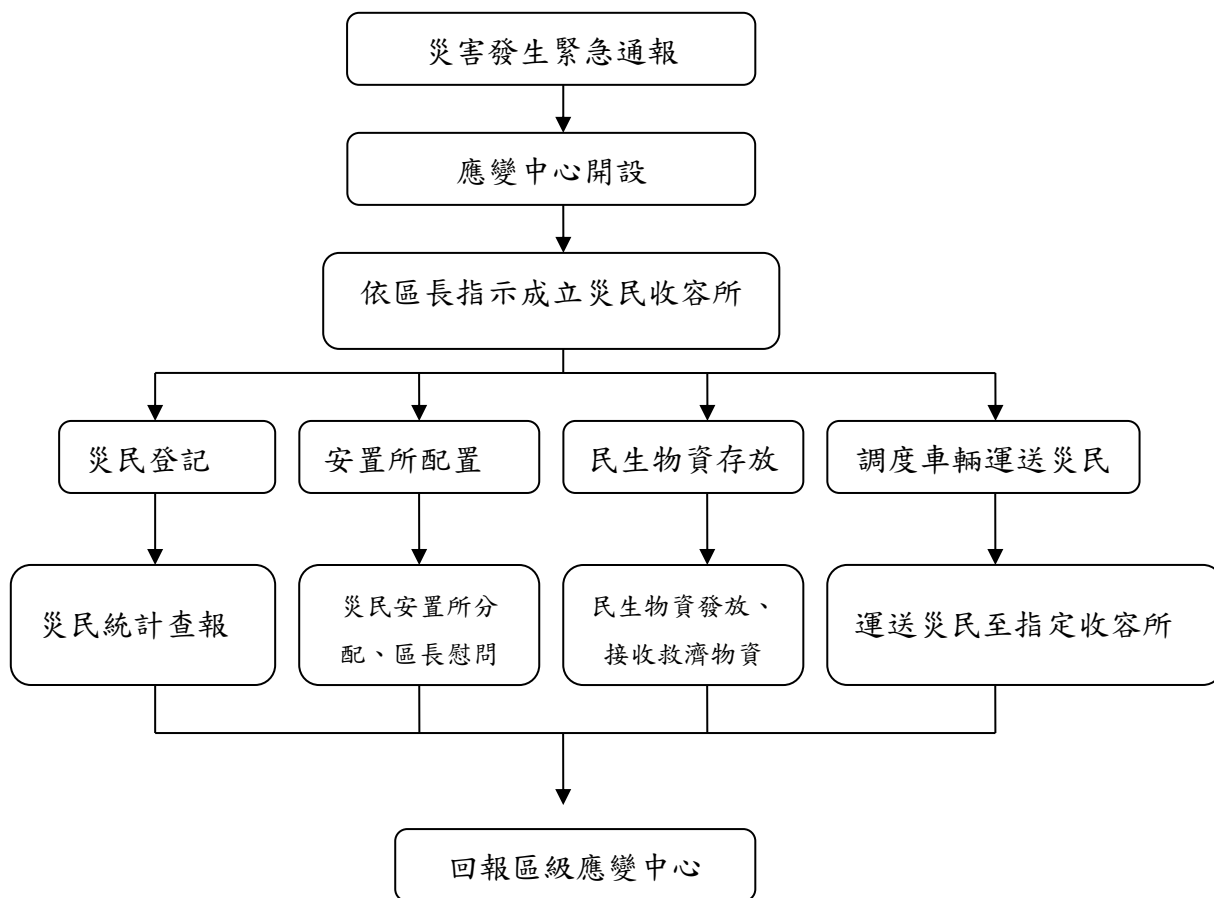 災害發生緊急通報
應變中心開設
依區長指示成立災民收容所
災民登記
安置所配置
民生物資存放
調度車輛運送災民
災民統計查報
災民安置所分
配、區長慰問
民生物資發放、
接收救濟物資
運送災民至指定收容所
回報區級應變中心